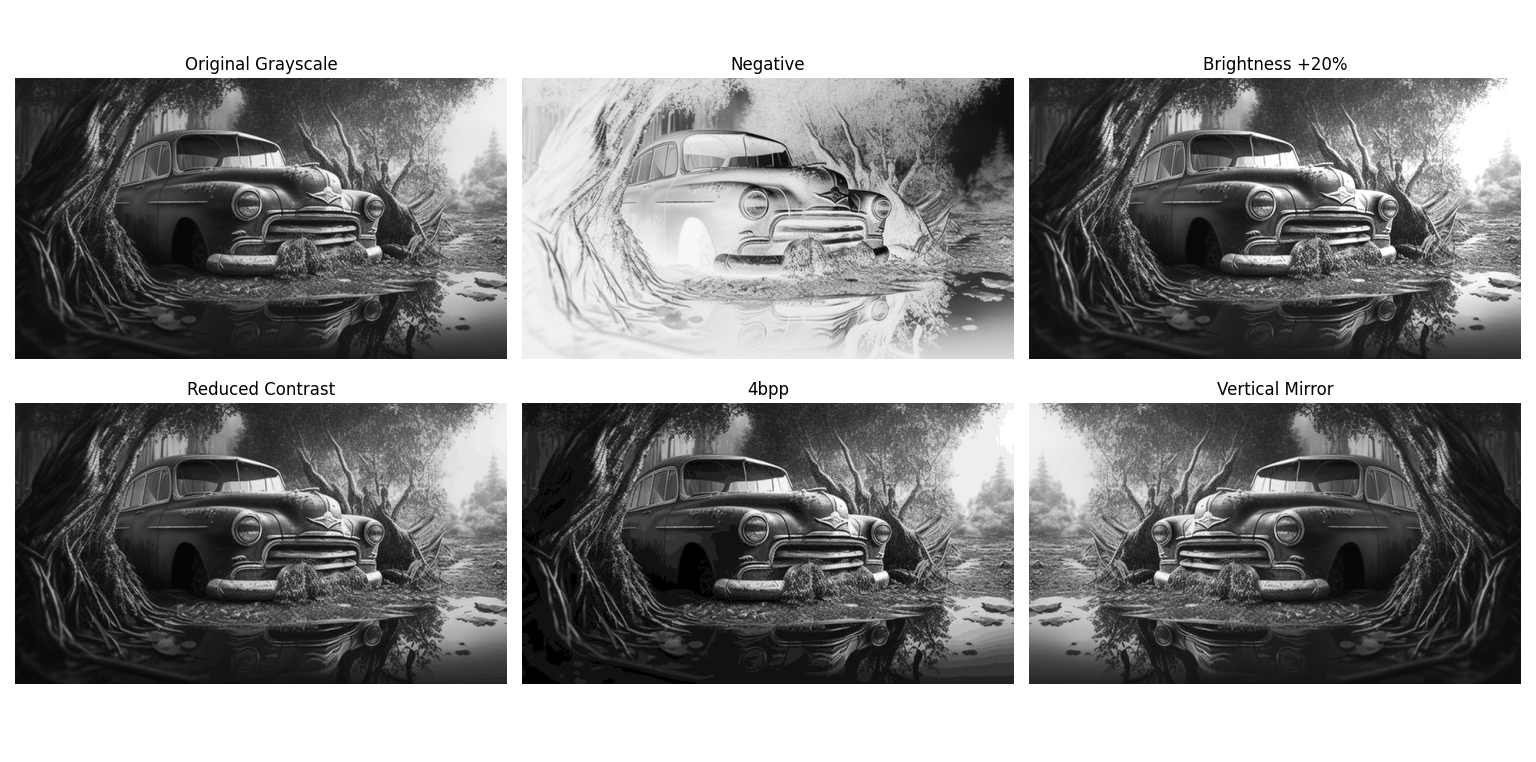 Original Grayscale
Negative
Brightness +20%
Reduced Contrast
4bpp
Vertical Mirror